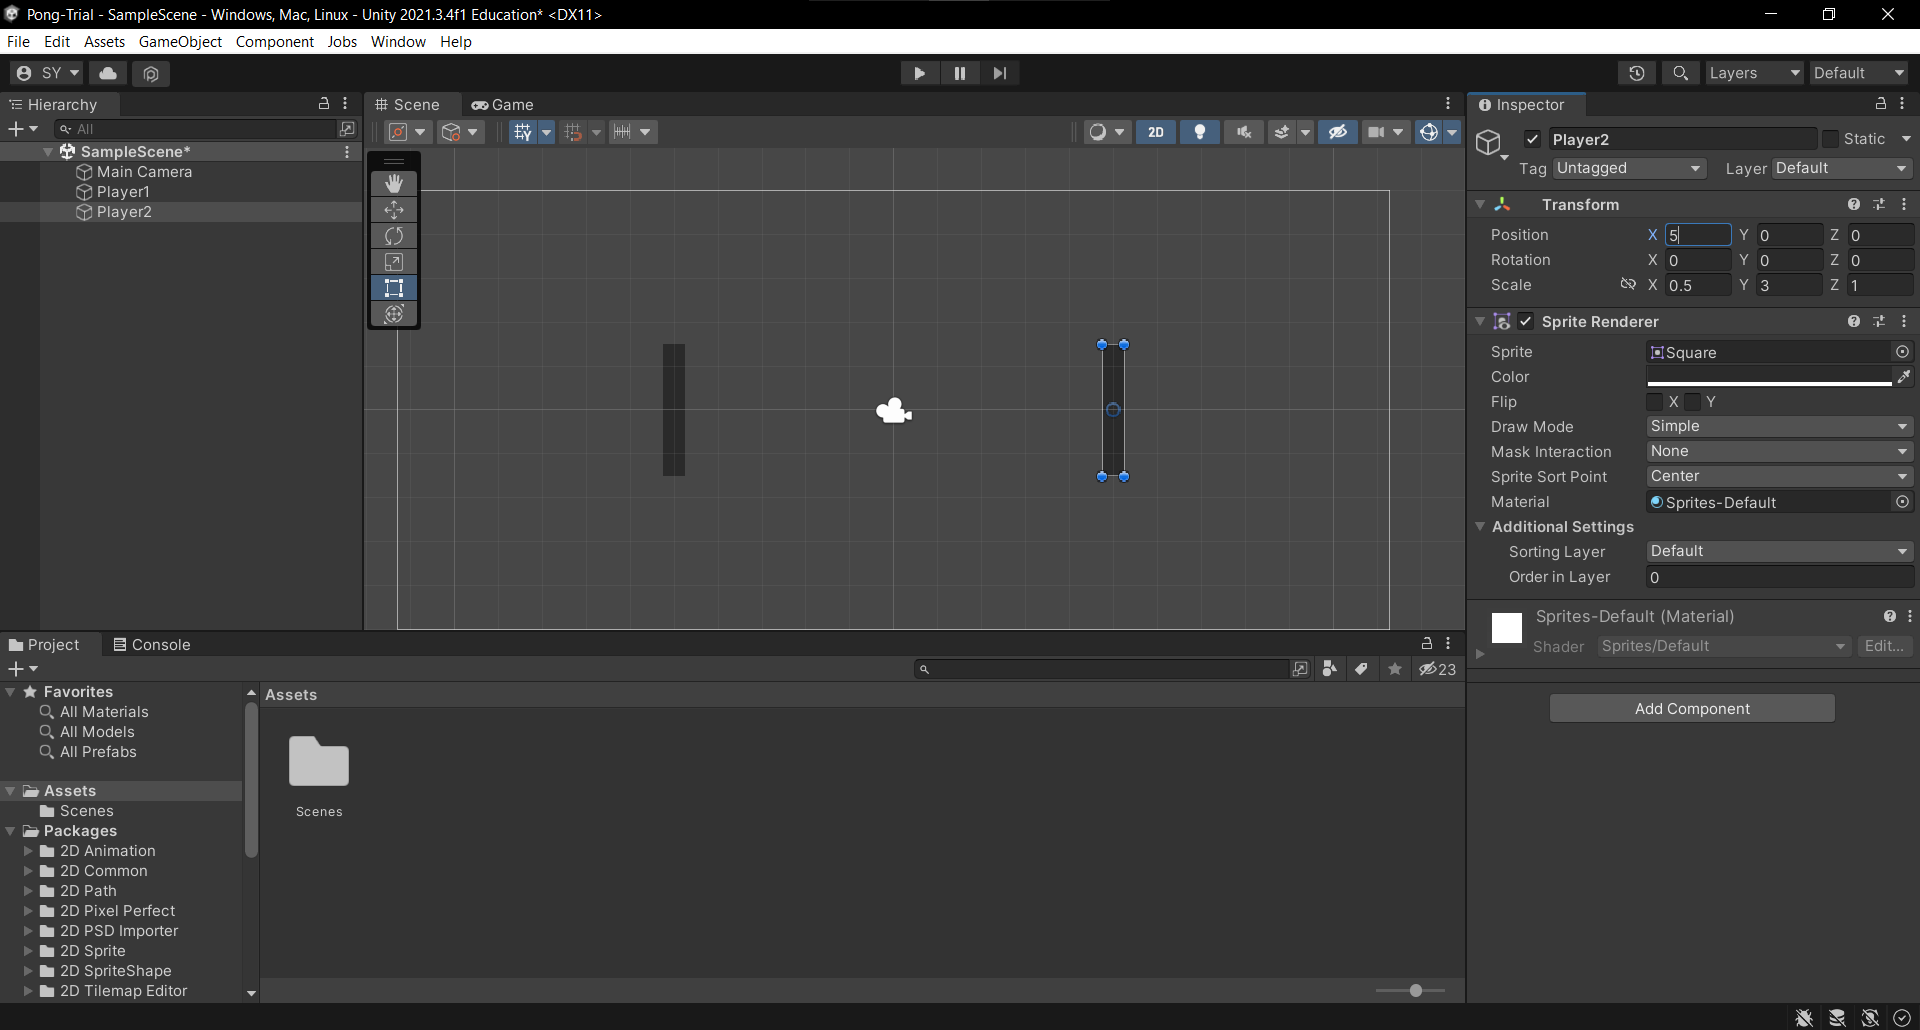 Pong-Trial - SampleScene - Windows, Mac, Linux - Unity 2021.3.4f1 Education* <DX11>
File Edit Assets GameObject Component Jobs Window Help
SY Layers Default
Hierarchy
All
SampleScene*
Main Camera
Player1
Player2
Scene Game
2D
Inspector
Player2 Static
Tag Untagged Layer Default
Transform
Position X 5 Y 0 Z 0
Rotation X 0 Y 0 Z 0
Scale X 0.5 Y 3 Z 1
Sprite Renderer
Sprite Square
Color
Flip X Y
Draw Mode Simple
Mask Interaction None
Sprite Sort Point Center
Material Sprites-Default
Additional Settings
Sorting Layer Default
Order in Layer 0
Sprites-Default (Material)
Shader Sprites/Default Edit...
Add Component
Project Console
23
Favorites
All Materials
All Models
All Prefabs
Assets
Scenes
Packages
2D Animation
2D Common
2D Path
2D Pixel Perfect
2D PSD Importer
2D Sprite
2D SpriteShape
2D Tilemap Editor
Assets
Scenes